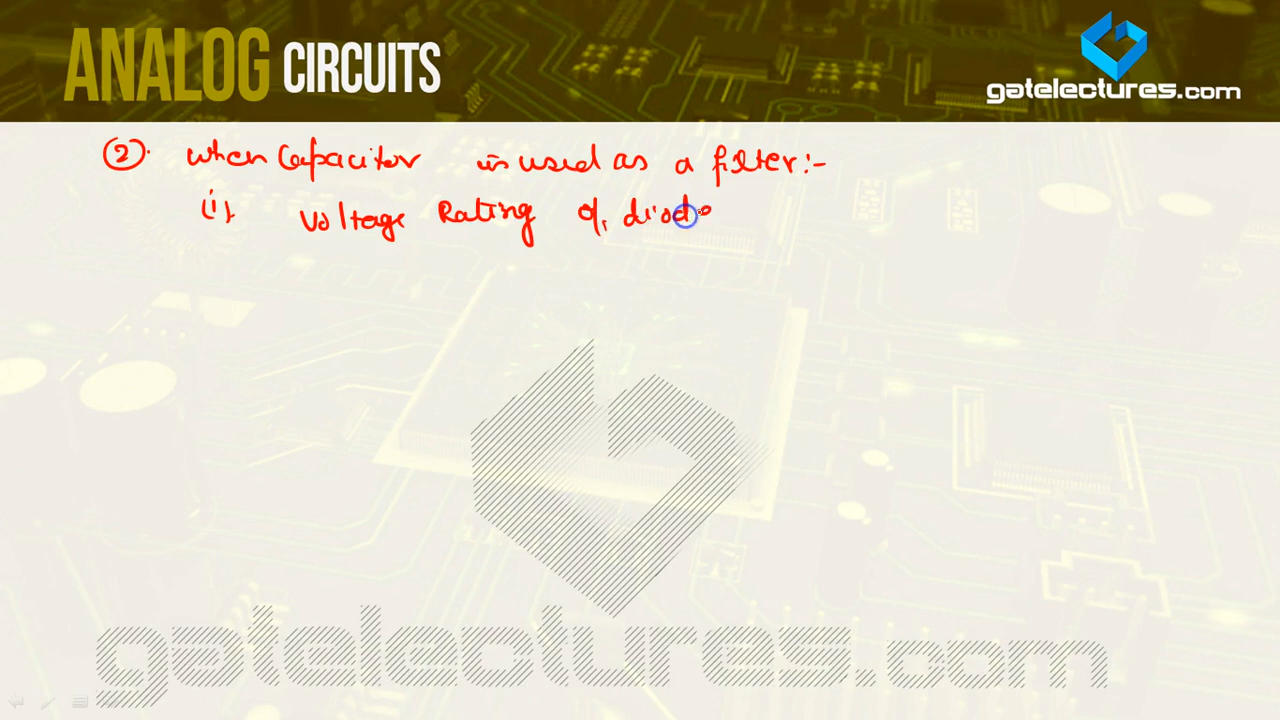 ANALOG CIRCUITS
gatelectures.com
(2). when Capacitor is used as a filter:-
(i), Voltage Rating of diode
gatelectures.com